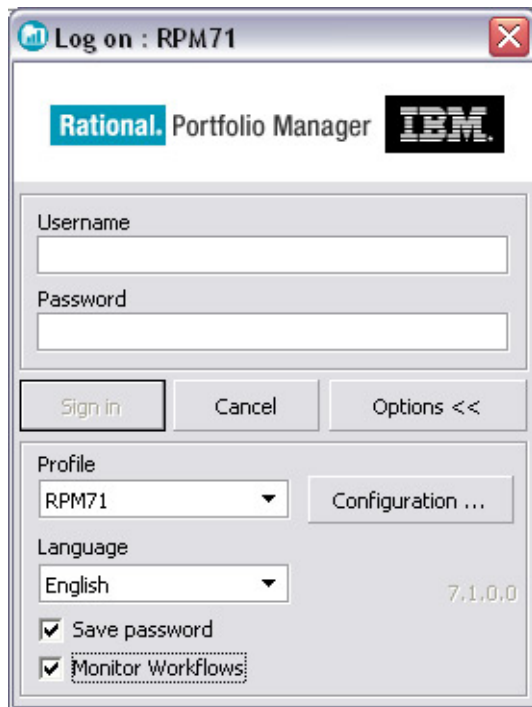 Log on : RPM71
Rational. Portfolio Manager IBM.
Username
Password
Sign in Cancel Options <<
Profile
RPM71 Configuration ...
Language
English 7.1.0.0
Save password
Monitor Workflows